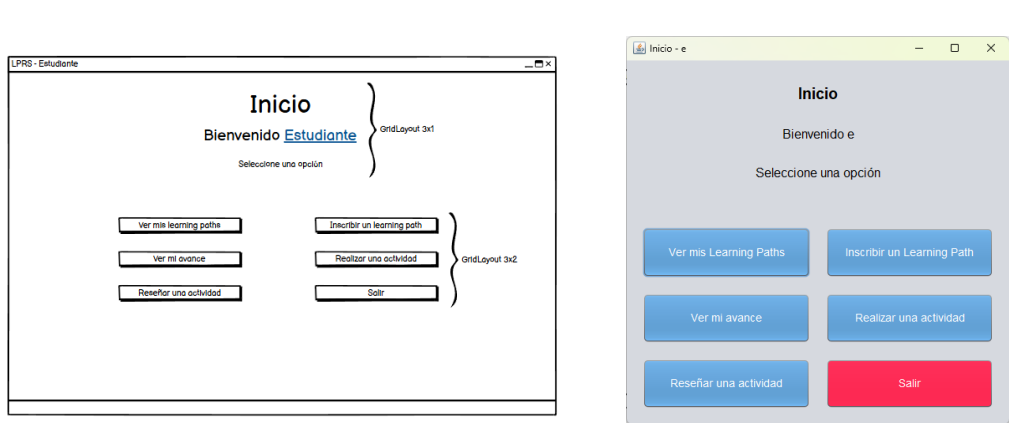 LPRS - Estudiante
Inicio
Bienvenido Estudiante
Seleccione una opción
GridLayout 3x1
Ver mis learning paths
Inscribir un learning path
Ver mi avance
Realizar una actividad
Reseñar una actividad
Salir
GridLayout 3x2
Inicio - e
Inicio
Bienvenido e
Seleccione una opción
Ver mis Learning Paths
Inscribir un Learning Path
Ver mi avance
Realizar una actividad
Reseñar una actividad
Salir